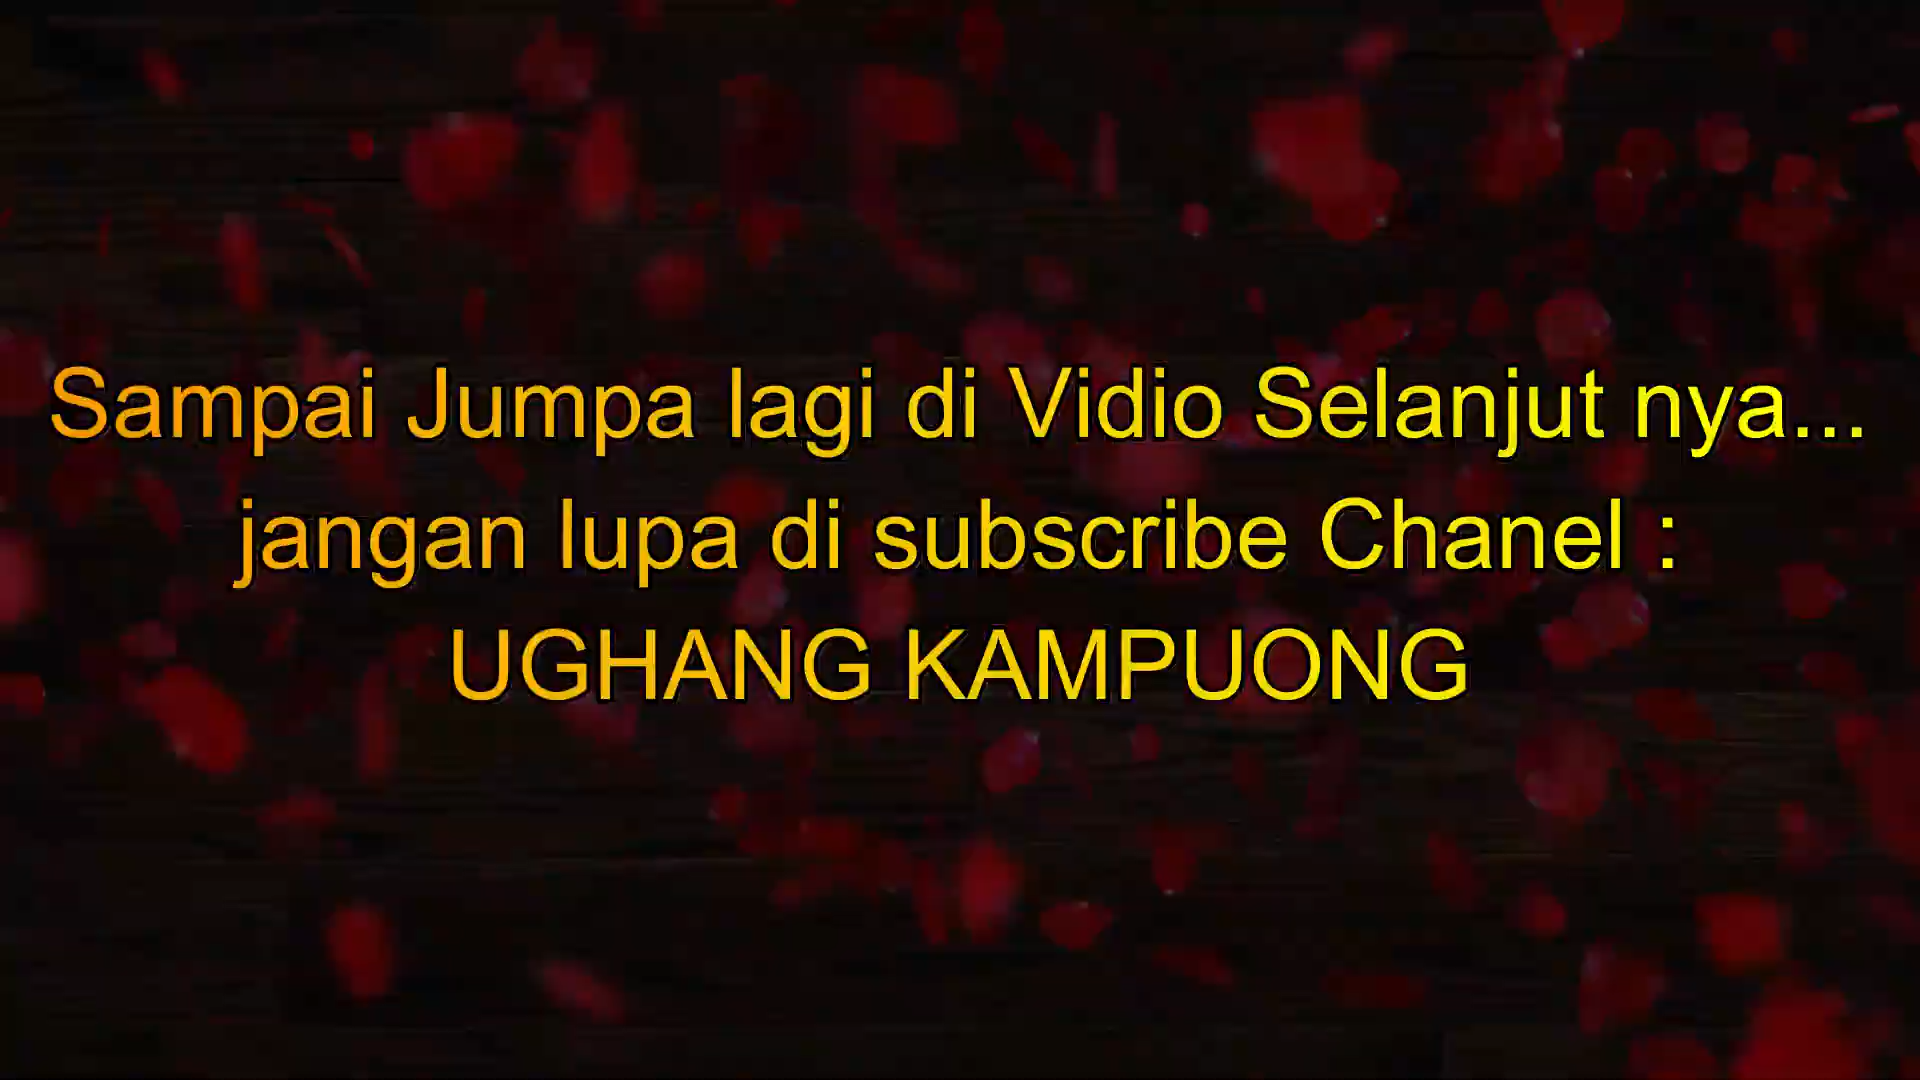 Sampai Jumpa lagi di Vidio Selanjut nya...
jangan lupa di subscribe Chanel :
UGHANG KAMPUONG